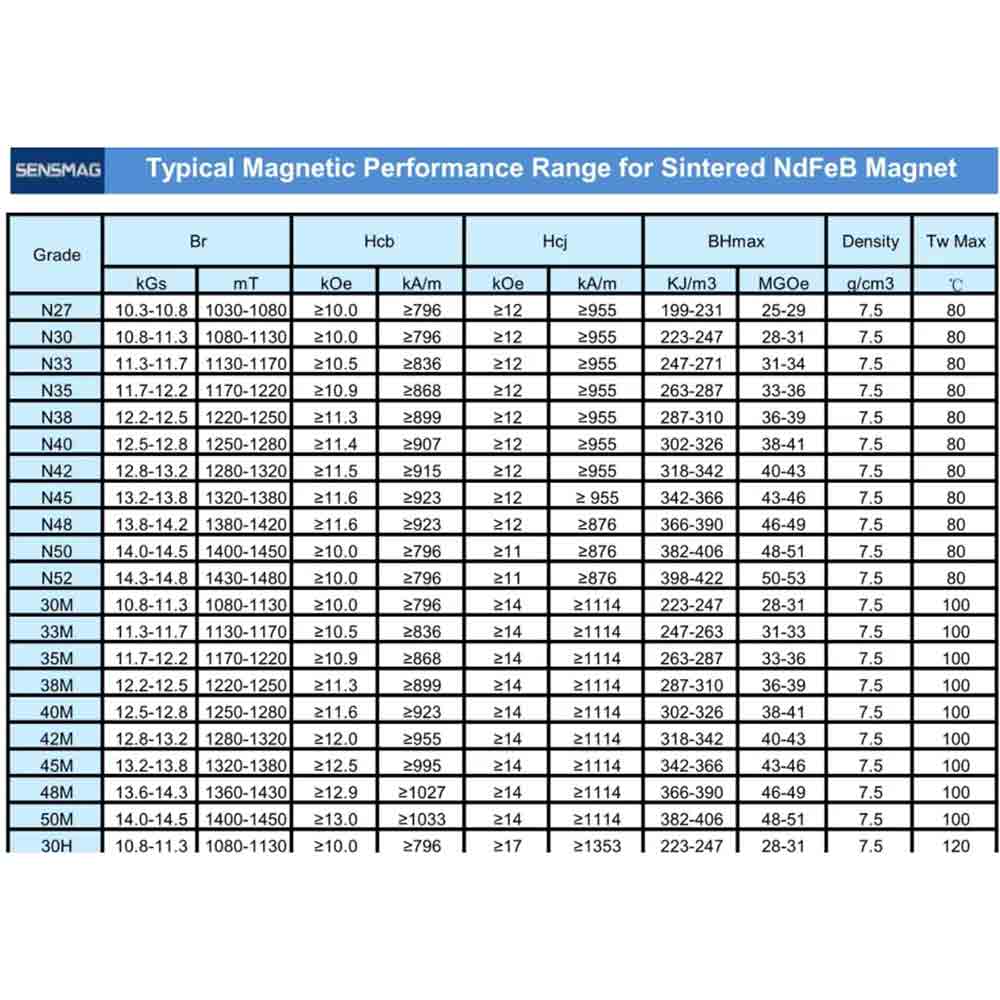 SENSMAG Typical Magnetic Performance Range for Sintered NdFeB Magnet
Grade Br Hcb Hcj BHmax Density Tw Max
kGs mT kOe kA/m kOe kA/m KJ/m3 MGOe g/cm3 ℃
N27 10.3-10.8 1030-1080 ≥10.0 ≥796 ≥12 ≥955 199-231 25-29 7.5 80
N30 10.8-11.3 1080-1130 ≥10.0 ≥796 ≥12 ≥955 223-247 28-31 7.5 80
N33 11.3-11.7 1130-1170 ≥10.5 ≥836 ≥12 ≥955 247-271 31-34 7.5 80
N35 11.7-12.2 1170-1220 ≥10.9 ≥868 ≥12 ≥955 263-287 33-36 7.5 80
N38 12.2-12.5 1220-1250 ≥11.3 ≥899 ≥12 ≥955 287-310 36-39 7.5 80
N40 12.5-12.8 1250-1280 ≥11.4 ≥907 ≥12 ≥955 302-326 38-41 7.5 80
N42 12.8-13.2 1280-1320 ≥11.5 ≥915 ≥12 ≥955 318-342 40-43 7.5 80
N45 13.2-13.8 1320-1380 ≥11.6 ≥923 ≥12 ≥ 955 342-366 43-46 7.5 80
N48 13.8-14.2 1380-1420 ≥11.6 ≥923 ≥12 ≥876 366-390 46-49 7.5 80
N50 14.0-14.5 1400-1450 ≥10.0 ≥796 ≥11 ≥876 382-406 48-51 7.5 80
N52 14.3-14.8 1430-1480 ≥10.0 ≥796 ≥11 ≥876 398-422 50-53 7.5 80
30M 10.8-11.3 1080-1130 ≥10.0 ≥796 ≥14 ≥1114 223-247 28-31 7.5 100
33M 11.3-11.7 1130-1170 ≥10.5 ≥836 ≥14 ≥1114 247-263 31-33 7.5 100
35M 11.7-12.2 1170-1220 ≥10.9 ≥868 ≥14 ≥1114 263-287 33-36 7.5 100
38M 12.2-12.5 1220-1250 ≥11.3 ≥899 ≥14 ≥1114 287-310 36-39 7.5 100
40M 12.5-12.8 1250-1280 ≥11.6 ≥923 ≥14 ≥1114 302-326 38-41 7.5 100
42M 12.8-13.2 1280-1320 ≥12.0 ≥955 ≥14 ≥1114 318-342 40-43 7.5 100
45M 13.2-13.8 1320-1380 ≥12.5 ≥995 ≥14 ≥1114 342-366 43-46 7.5 100
48M 13.6-14.3 1360-1430 ≥12.9 ≥1027 ≥14 ≥1114 366-390 46-49 7.5 100
50M 14.0-14.5 1400-1450 ≥13.0 ≥1033 ≥14 ≥1114 382-406 48-51 7.5 100
30H 10.8-11.3 1080-1130 ≥10.0 ≥796 ≥17 ≥1353 223-247 28-31 7.5 120